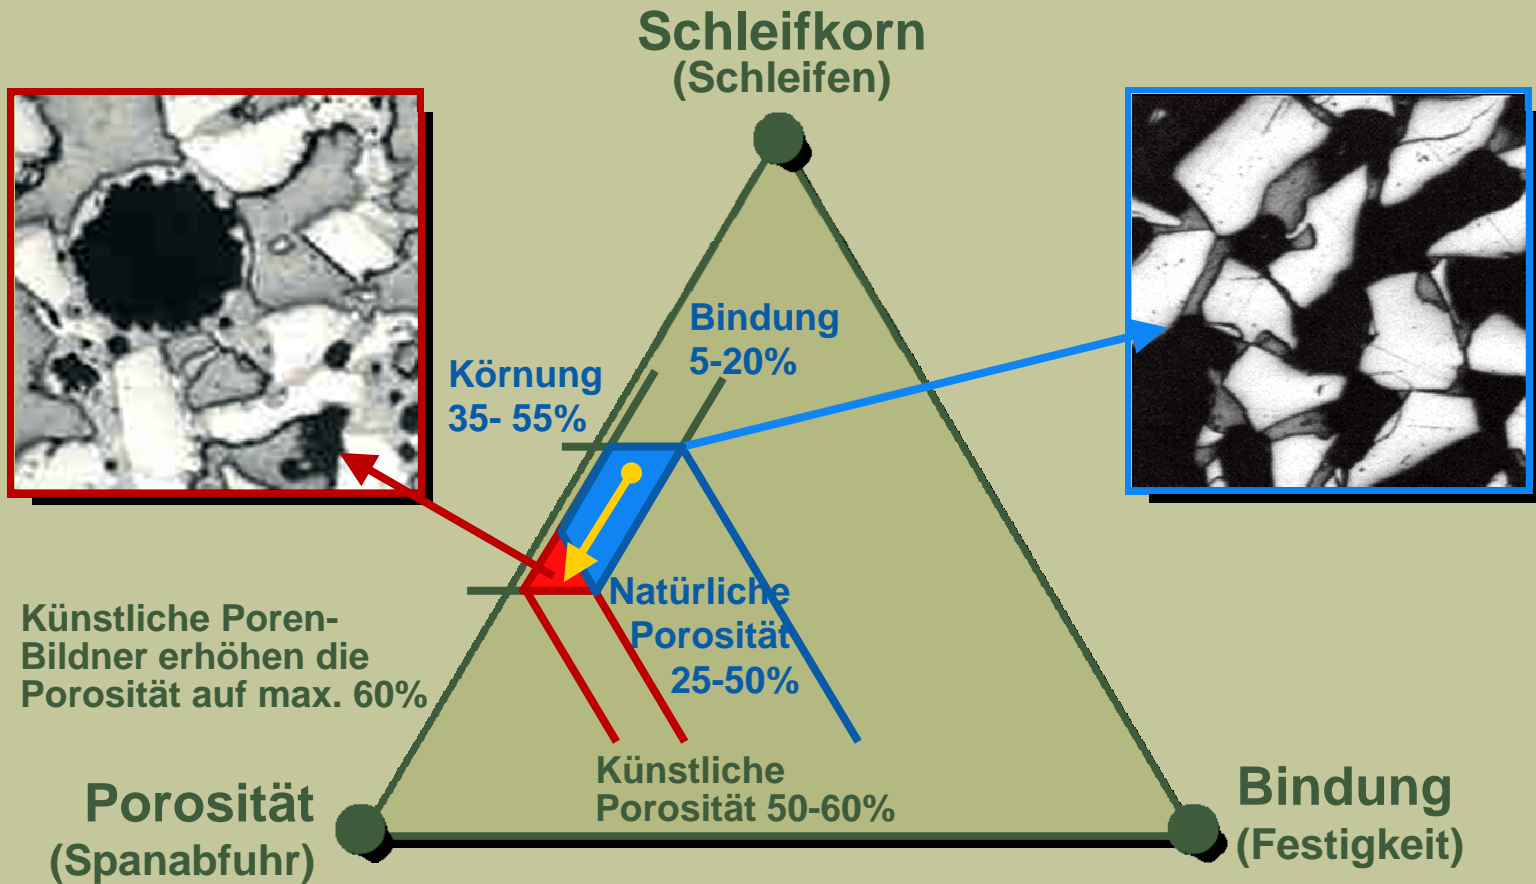 Schleifkorn
(Schleifen)
Bindung
5-20%
Körnung
35- 55%
Natürliche
Porosität
25-50%
Künstliche Poren-
Bildner erhöhen die
Porosität auf max. 60%
Künstliche
Porosität 50-60%
Porosität
(Spanabfuhr)
Bindung
(Festigkeit)